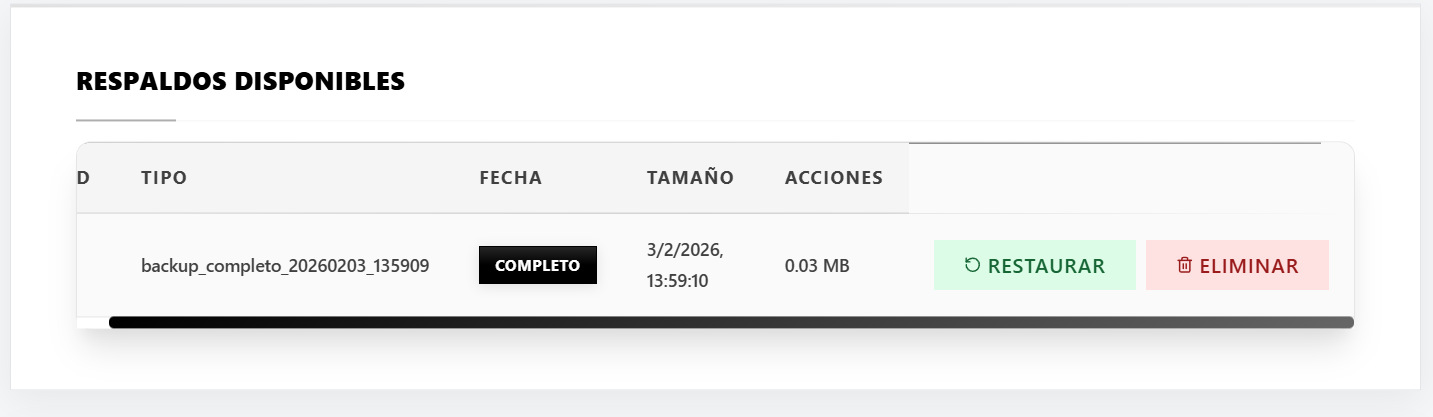 RESPALDOS DISPONIBLES
D TIPO FECHA TAMAÑO ACCIONES
backup_completo_20260203_135909 COMPLETO 3/2/2026, 0.03 MB RESTAURAR ELIMINAR
13:59:10